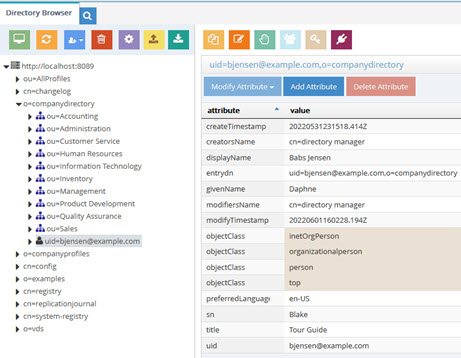 Directory Browser
http://localhost:8089
ou=AllProfiles
cn=changelog
o=companydirectory
ou=Accounting
ou=Administration
ou=Customer Service
ou=Human Resources
ou=Information Technology
ou=Inventory
ou=Management
ou=Product Development
ou=Quality Assurance
ou=Sales
uid=bjensen@example.com
o=companyprofiles
cn=config
o=examples
cn=registry
cn=replicationjournal
cn=system-registry
o=vds
uid=bjensen@example.com,o=companydirectory
Modify Attribute Add Attribute Delete Attribute
attribute value
createTimestamp 20220531231518.414Z
creatorsName cn=directory manager
displayName Babs Jensen
entrydn uid=bjensen@example.com,o=companydirectory
givenName Daphne
modifiersName cn=directory manager
modifyTimestamp 20220601160228.194Z
objectClass inetOrgPerson
objectClass organizationalperson
objectClass person
objectClass top
preferredLanguage en-US
sn Blake
title Tour Guide
uid bjensen@example.com